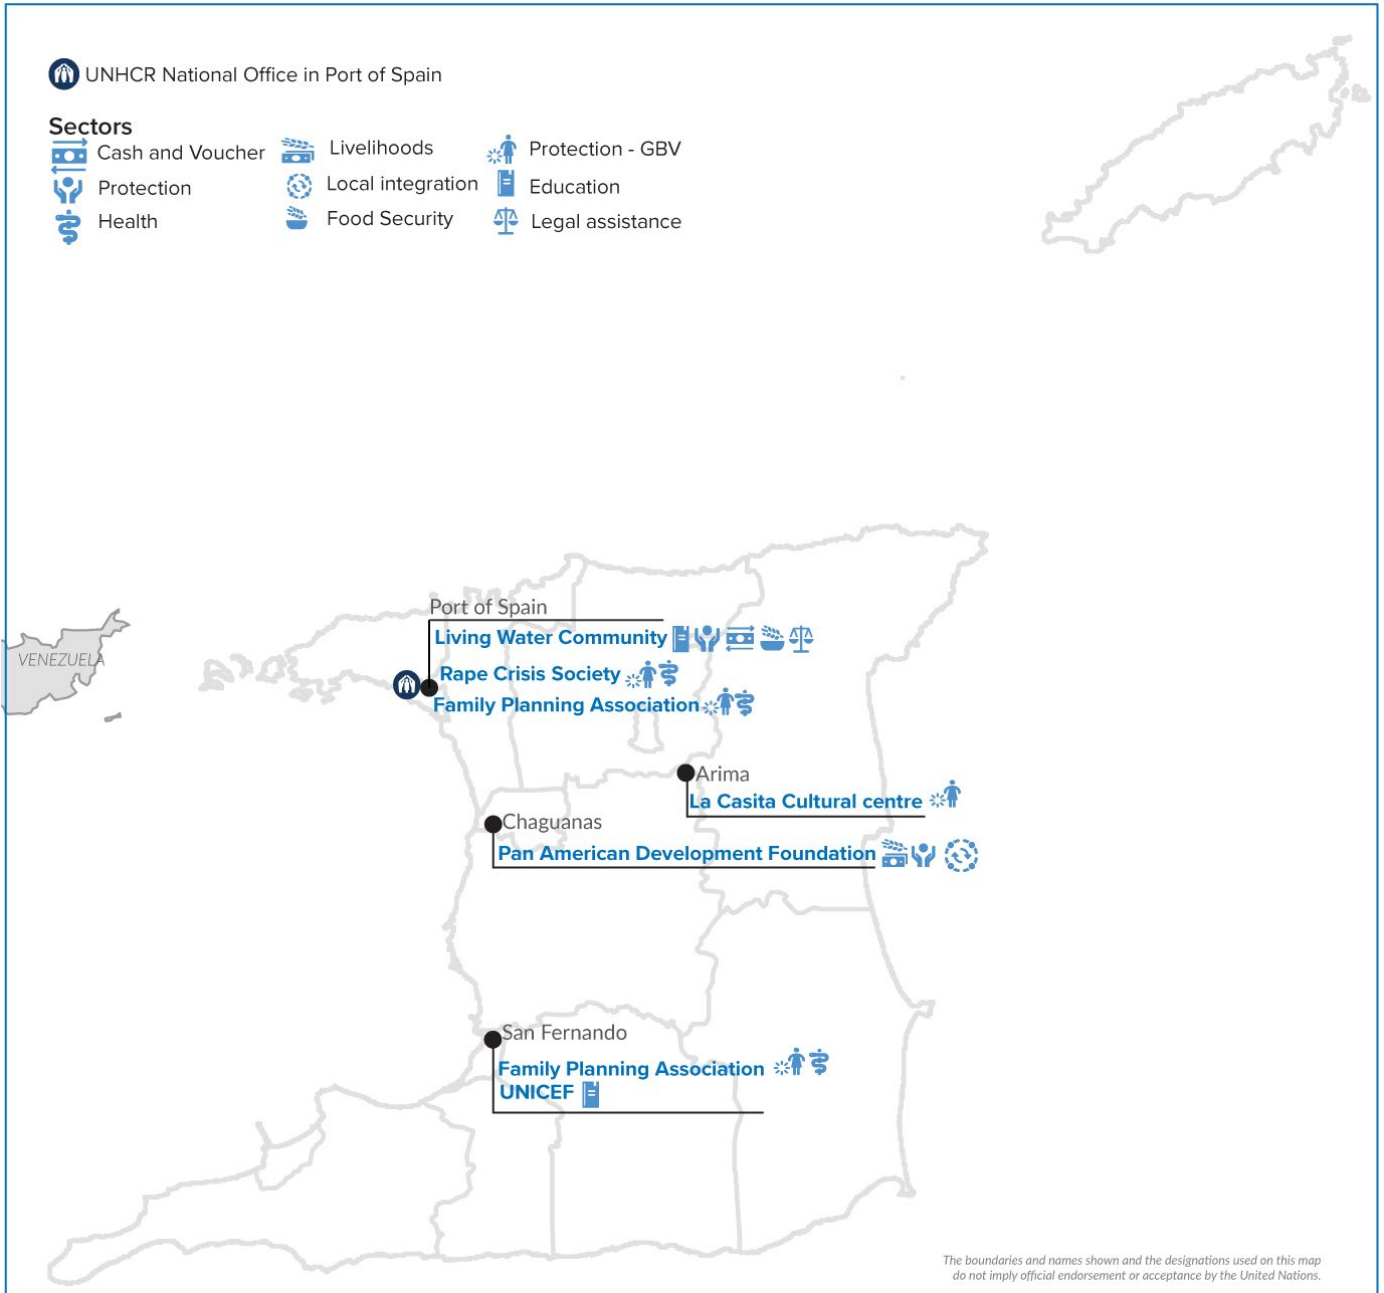 UNHCR National Office in Port of Spain
Sectors
Cash and Voucher
Livelihoods
Protection - GBV
Protection
Local integration
Education
Health
Food Security
Legal assistance
Port of Spain
Living Water Community
VENEZUELA
Rape Crisis Society
Family Planning Association
Arima
La Casita Cultural centre
Chaguanas
Pan American Development Foundation
San Fernando
Family Planning Association
UNICEF
The boundaries and names shown and the designations used on this map
do not imply official endorsement or acceptance by the United Nations.